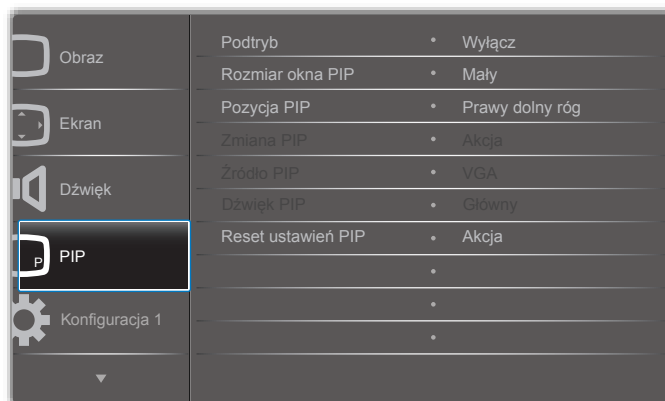 Obraz
Ekran
Dźwięk
P
PIP
Konfiguracja 1
Podtryb • Wyłącz
Rozmiar okna PIP • Mały
Pozycja PIP • Prawy dolny róg
Zmiana PIP • Akcja
Źródło PIP • VGA
Dźwięk PIP • Główny
Reset ustawień PIP • Akcja